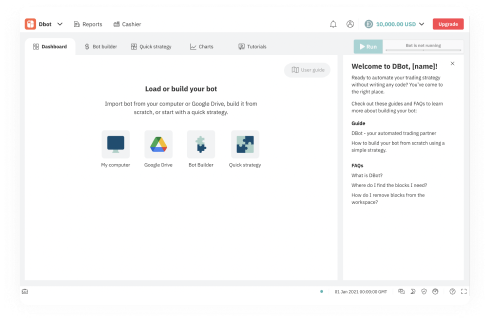 Dbot
Reports
Cashier
10,000.00 USD
Upgrade
Dashboard
Bot builder
Quick strategy
Charts
Tutorials
Run
Bot is not running
User guide
Load or build your bot
Import bot from your computer or Google Drive, build it from
scratch, or start with a quick strategy.
My computer
Google Drive
Bot Builder
Quick strategy
Welcome to DBot, [name]!
Ready to automate your trading strategy
without writing any code? You've come to
the right place.
Check out these guides and FAQs to learn
more about building your bot:
Guide
DBot - your automated trading partner
How to build your bot from scratch using a
simple strategy.
FAQs
What is DBot?
Where do I find the blocks I need?
How do I remove blocks from the
workspace?
01 Jan 2021 00:00:00 GMT